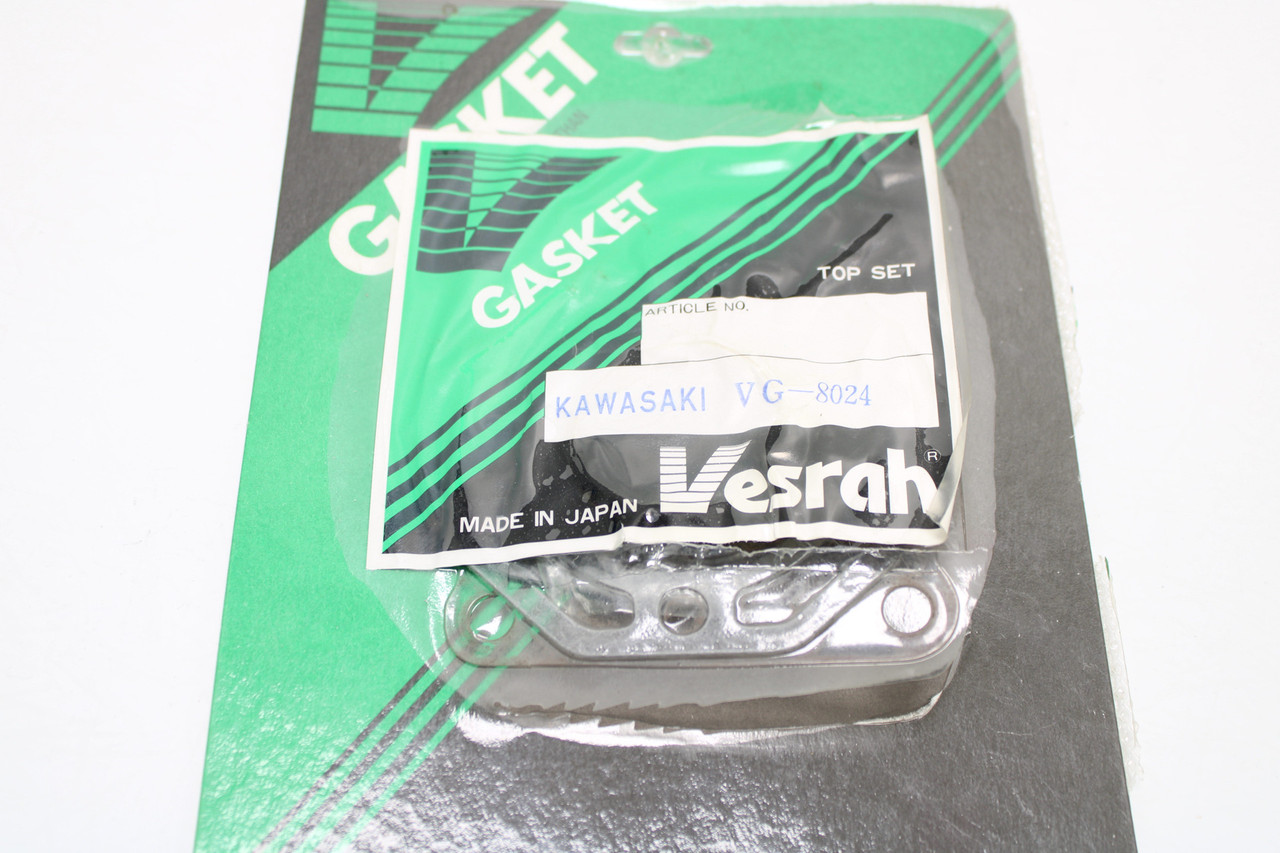 GASKET
GASKET
TOP SET
ARTICLE NO.
KAWASAKI VG-8024
Vesrah®
MADE IN JAPAN